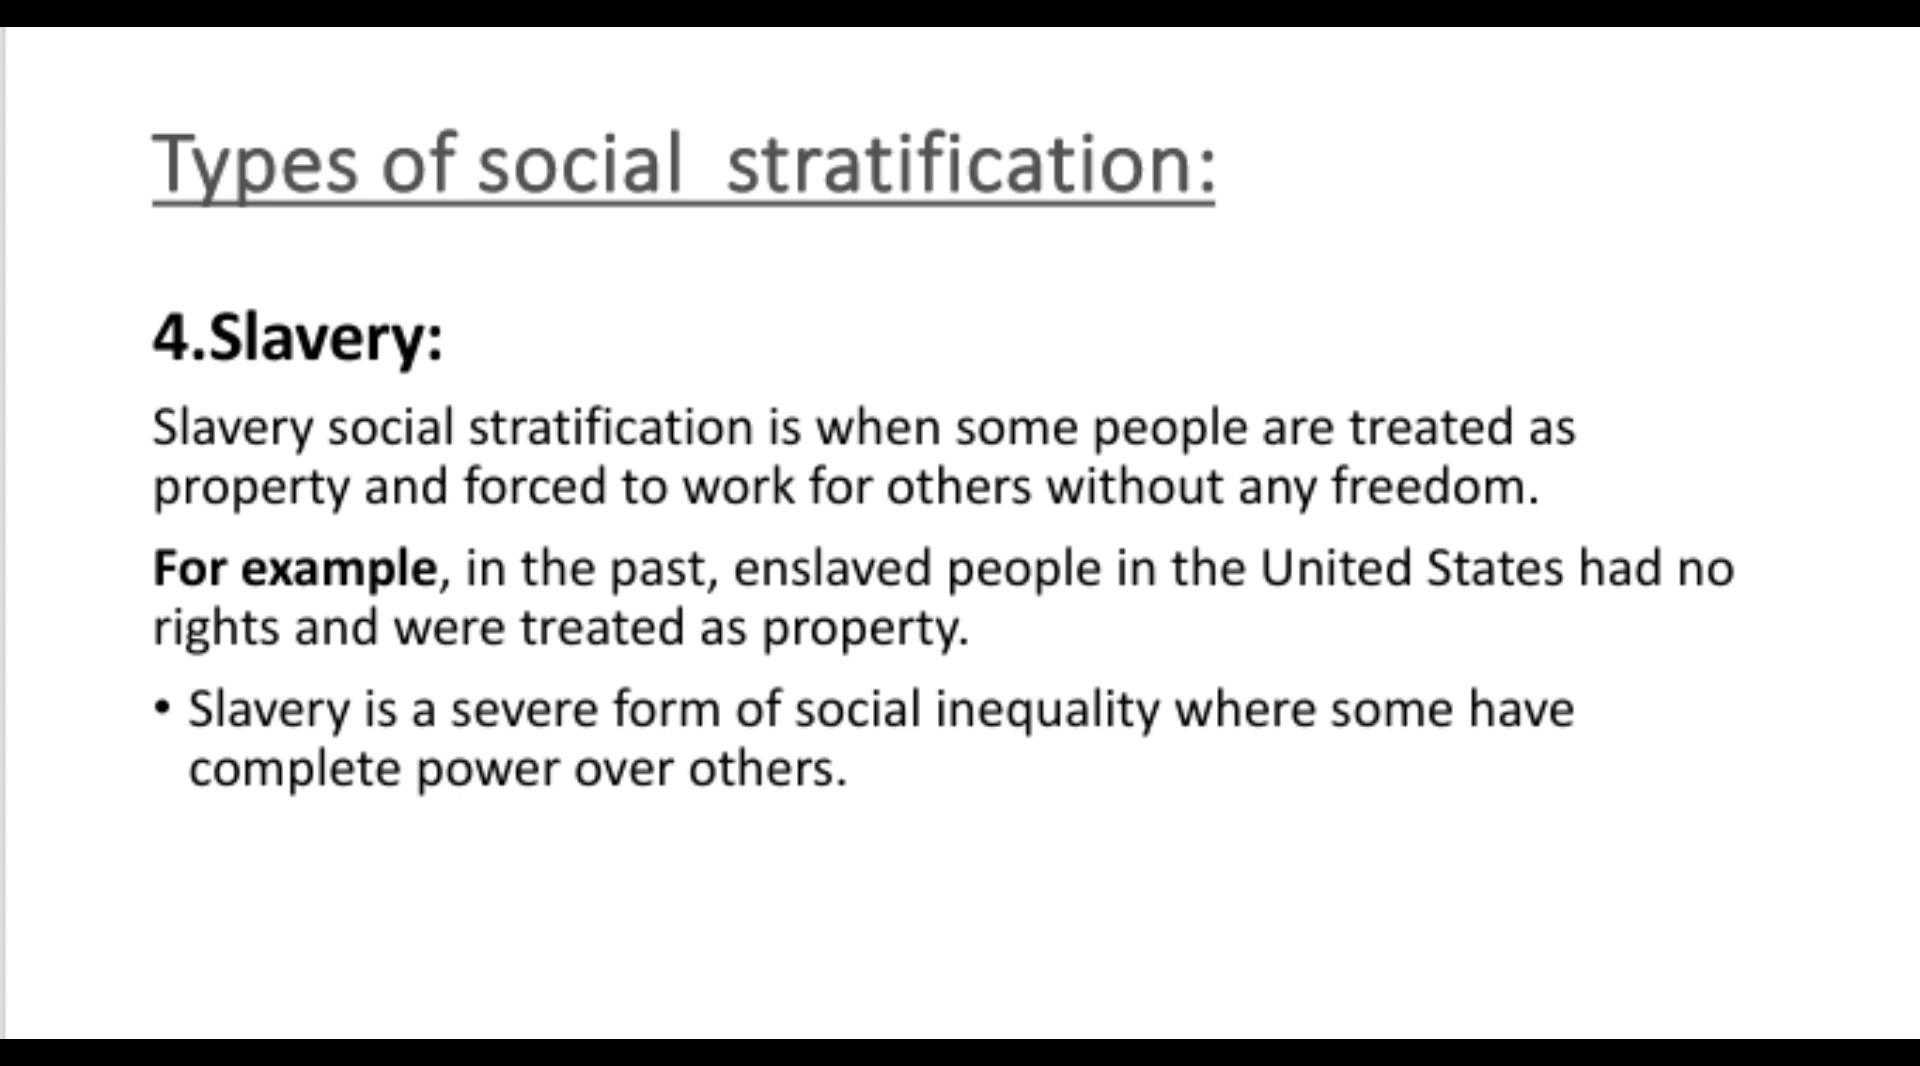 Types of social  stratification:
4.Slavery:
Slavery social stratification is when some people are treated as
property and forced to work for others without any freedom.
For example, in the past, enslaved people in the United States had no
rights and were treated as property.
• Slavery is a severe form of social inequality where some have
complete power over others.